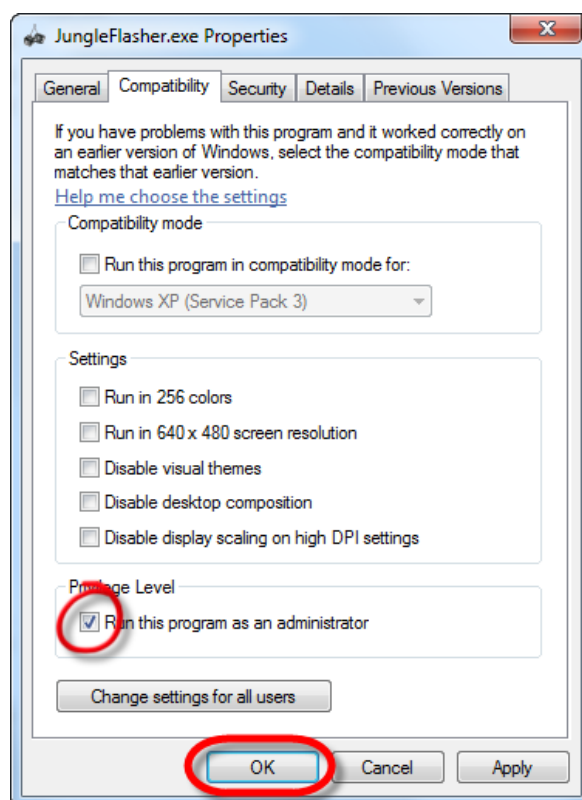 JungleFlasher.exe Properties
General Compatibility Security Details Previous Versions
If you have problems with this program and it worked correctly on
an earlier version of Windows, select the compatibility mode that
matches that earlier version.
Help me choose the settings
Compatibility mode
Run this program in compatibility mode for:
Windows XP (Service Pack 3)
Settings
Run in 256 colors
Run in 640 x 480 screen resolution
Disable visual themes
Disable desktop composition
Disable display scaling on high DPI settings
Privilege Level
Run this program as an administrator
Change settings for all users
OK Cancel Apply